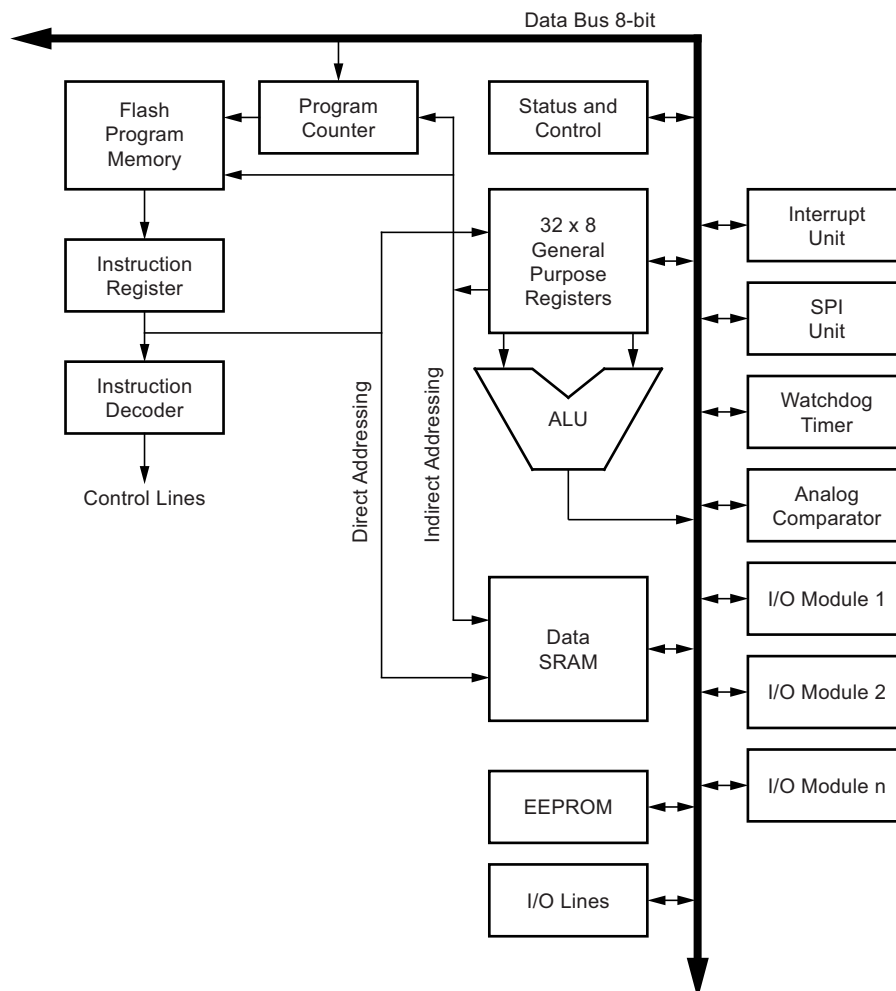 Data Bus 8-bit
Flash
Program
Memory
Program
Counter
Status and
Control
32 x 8
General
Purpose
Registers
Interrupt
Unit
Instruction
Register
SPI
Unit
Instruction
Decoder
Direct Addressing
Indirect Addressing
ALU
Watchdog
Timer
Control Lines
Analog
Comparator
I/O Module 1
Data
SRAM
I/O Module 2
I/O Module n
EEPROM
I/O Lines